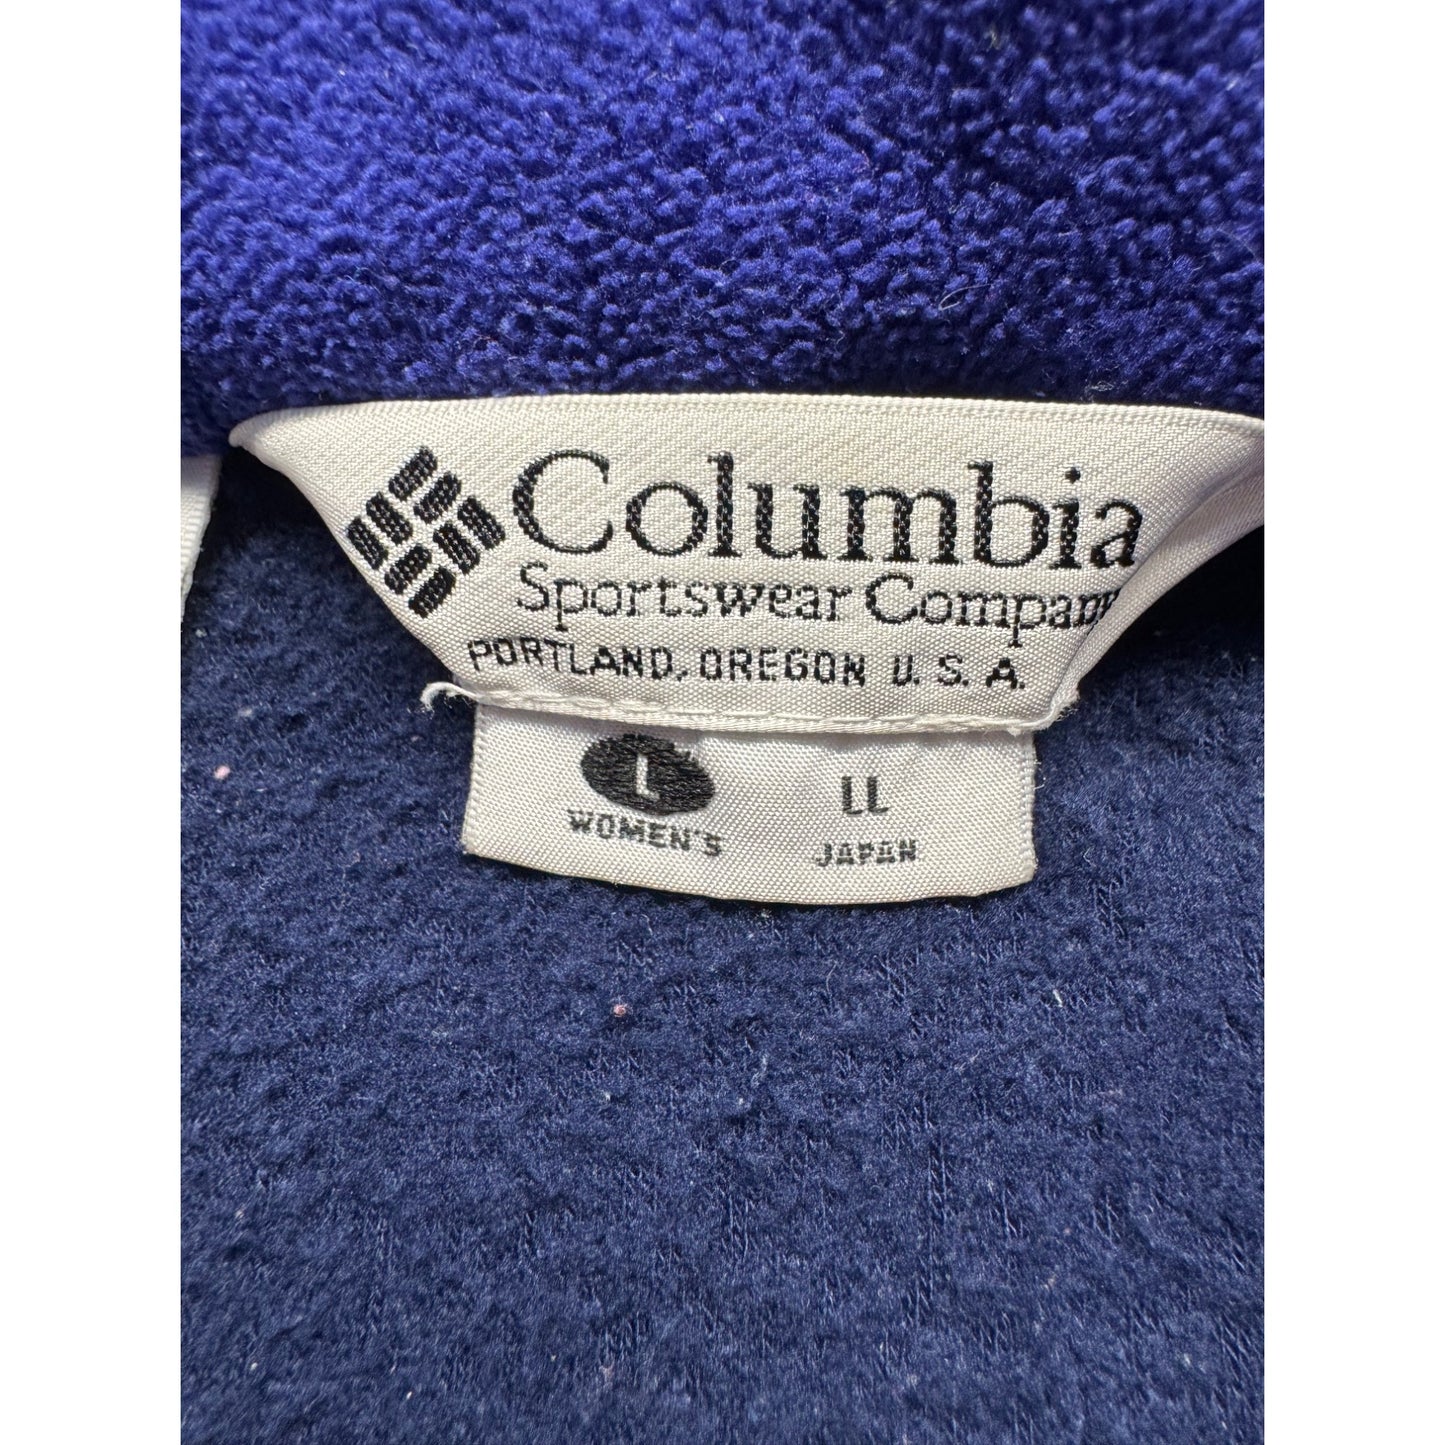 Columbia
Sportswear Company
PORTLAND, OREGON U.S.A.
L LL
WOMEN'S JAPAN